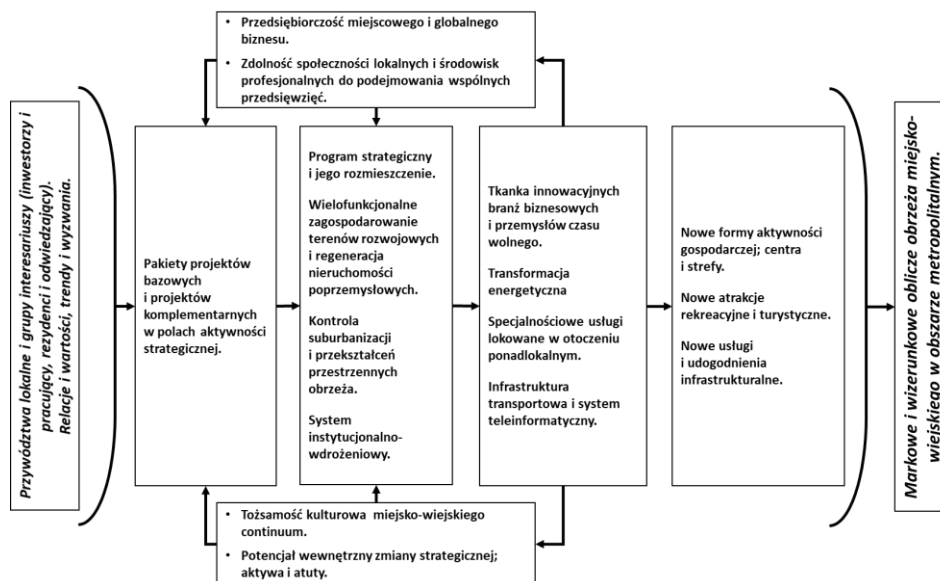 • Przedsiębiorczość miejscowego i globalnego
biznesu.
• Zdolność społeczności lokalnych i środowisk
profesjonalnych do podejmowania wspólnych
przedsięwzięć.
Przywództwa lokalne i grupy interesariuszy (inwestorzy i
pracujący, rezydenci i odwiedzający).
Relacje i wartości, trendy i wyzwania.
Pakiety projektów
bazowych
i projektów
komplementarnych
w polach aktywności
strategicznej.
Program strategiczny
i jego rozmieszczenie.
Wielofunkcjonalne
zagospodarowanie
terenów rozwojowych
i regeneracja
nieruchomości
poprzemysłowych.
Kontrola
suburbanizacji
i przekształceń
przestrzennych
obrzeża.
System
instytucjonalno-
wdrożeniowy.
Tkanka innowacyjnych
branż biznesowych
i przemysłów czasu
wolnego.
Transformacja
energetyczna
Specjalnościowe usługi
lokowane w otoczeniu
ponadlokalnym.
Infrastruktura
transportowa i system
teleinformatyczny.
Nowe formy aktywności
gospodarczej; centra
i strefy.
Nowe atrakcje
rekreacyjne i turystyczne.
Nowe usługi
i udogodnienia
infrastrukturalne.
Markowe i wizerunkowe oblicze obrzeża miejsko-
wiejskiego w obszarze metropolitalnym.
• Tożsamość kulturowa miejsko-wiejskiego
continuum.
• Potencjał wewnętrzny zmiany strategicznej;
aktywa i atuty.